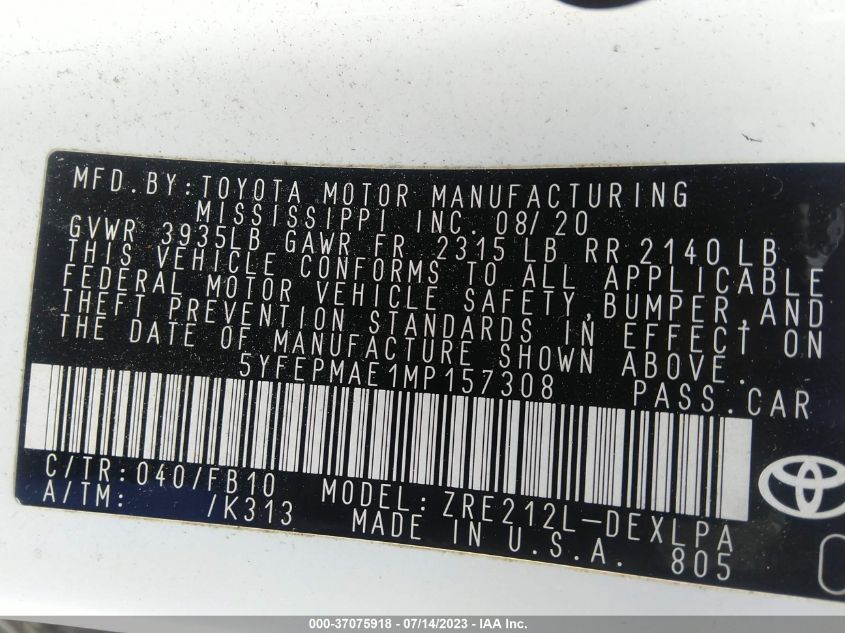 MFD.BY:TOYOTA MOTOR MANUFACTURING
MISSISSIPPI INC. 08/20
GVWR 3935LB GAWR FR 2315 LB RR 2140 LB
THIS VEHICLE CONFORMS TO ALL APPLICABLE
FEDERAL MOTOR VEHICLE SAFETY, BUMPER, AND
THEFT PREVENTION STANDARDS IN EFFECT ON
THE DATE OF MANUFACTURE SHOWN ABOVE.
5YFEPMAE1MP157308 PASS.CAR
C/TR:040/FB10 MODEL:ZRE212L-DEXLPA
A/TM: /K313 MADE IN U.S.A. 805
000-37075918 - 07/14/2023 - IAA Inc.